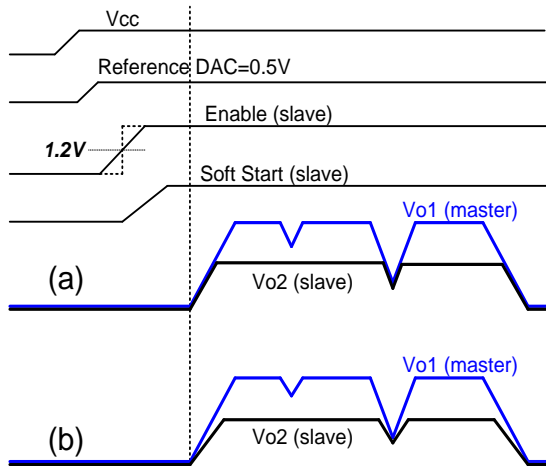 Vcc
Reference DAC=0.5V
Enable (slave)
1.2V
Soft Start (slave)
Vo1 (master)
(a)
Vo2 (slave)
Vo1 (master)
(b)
Vo2 (slave)